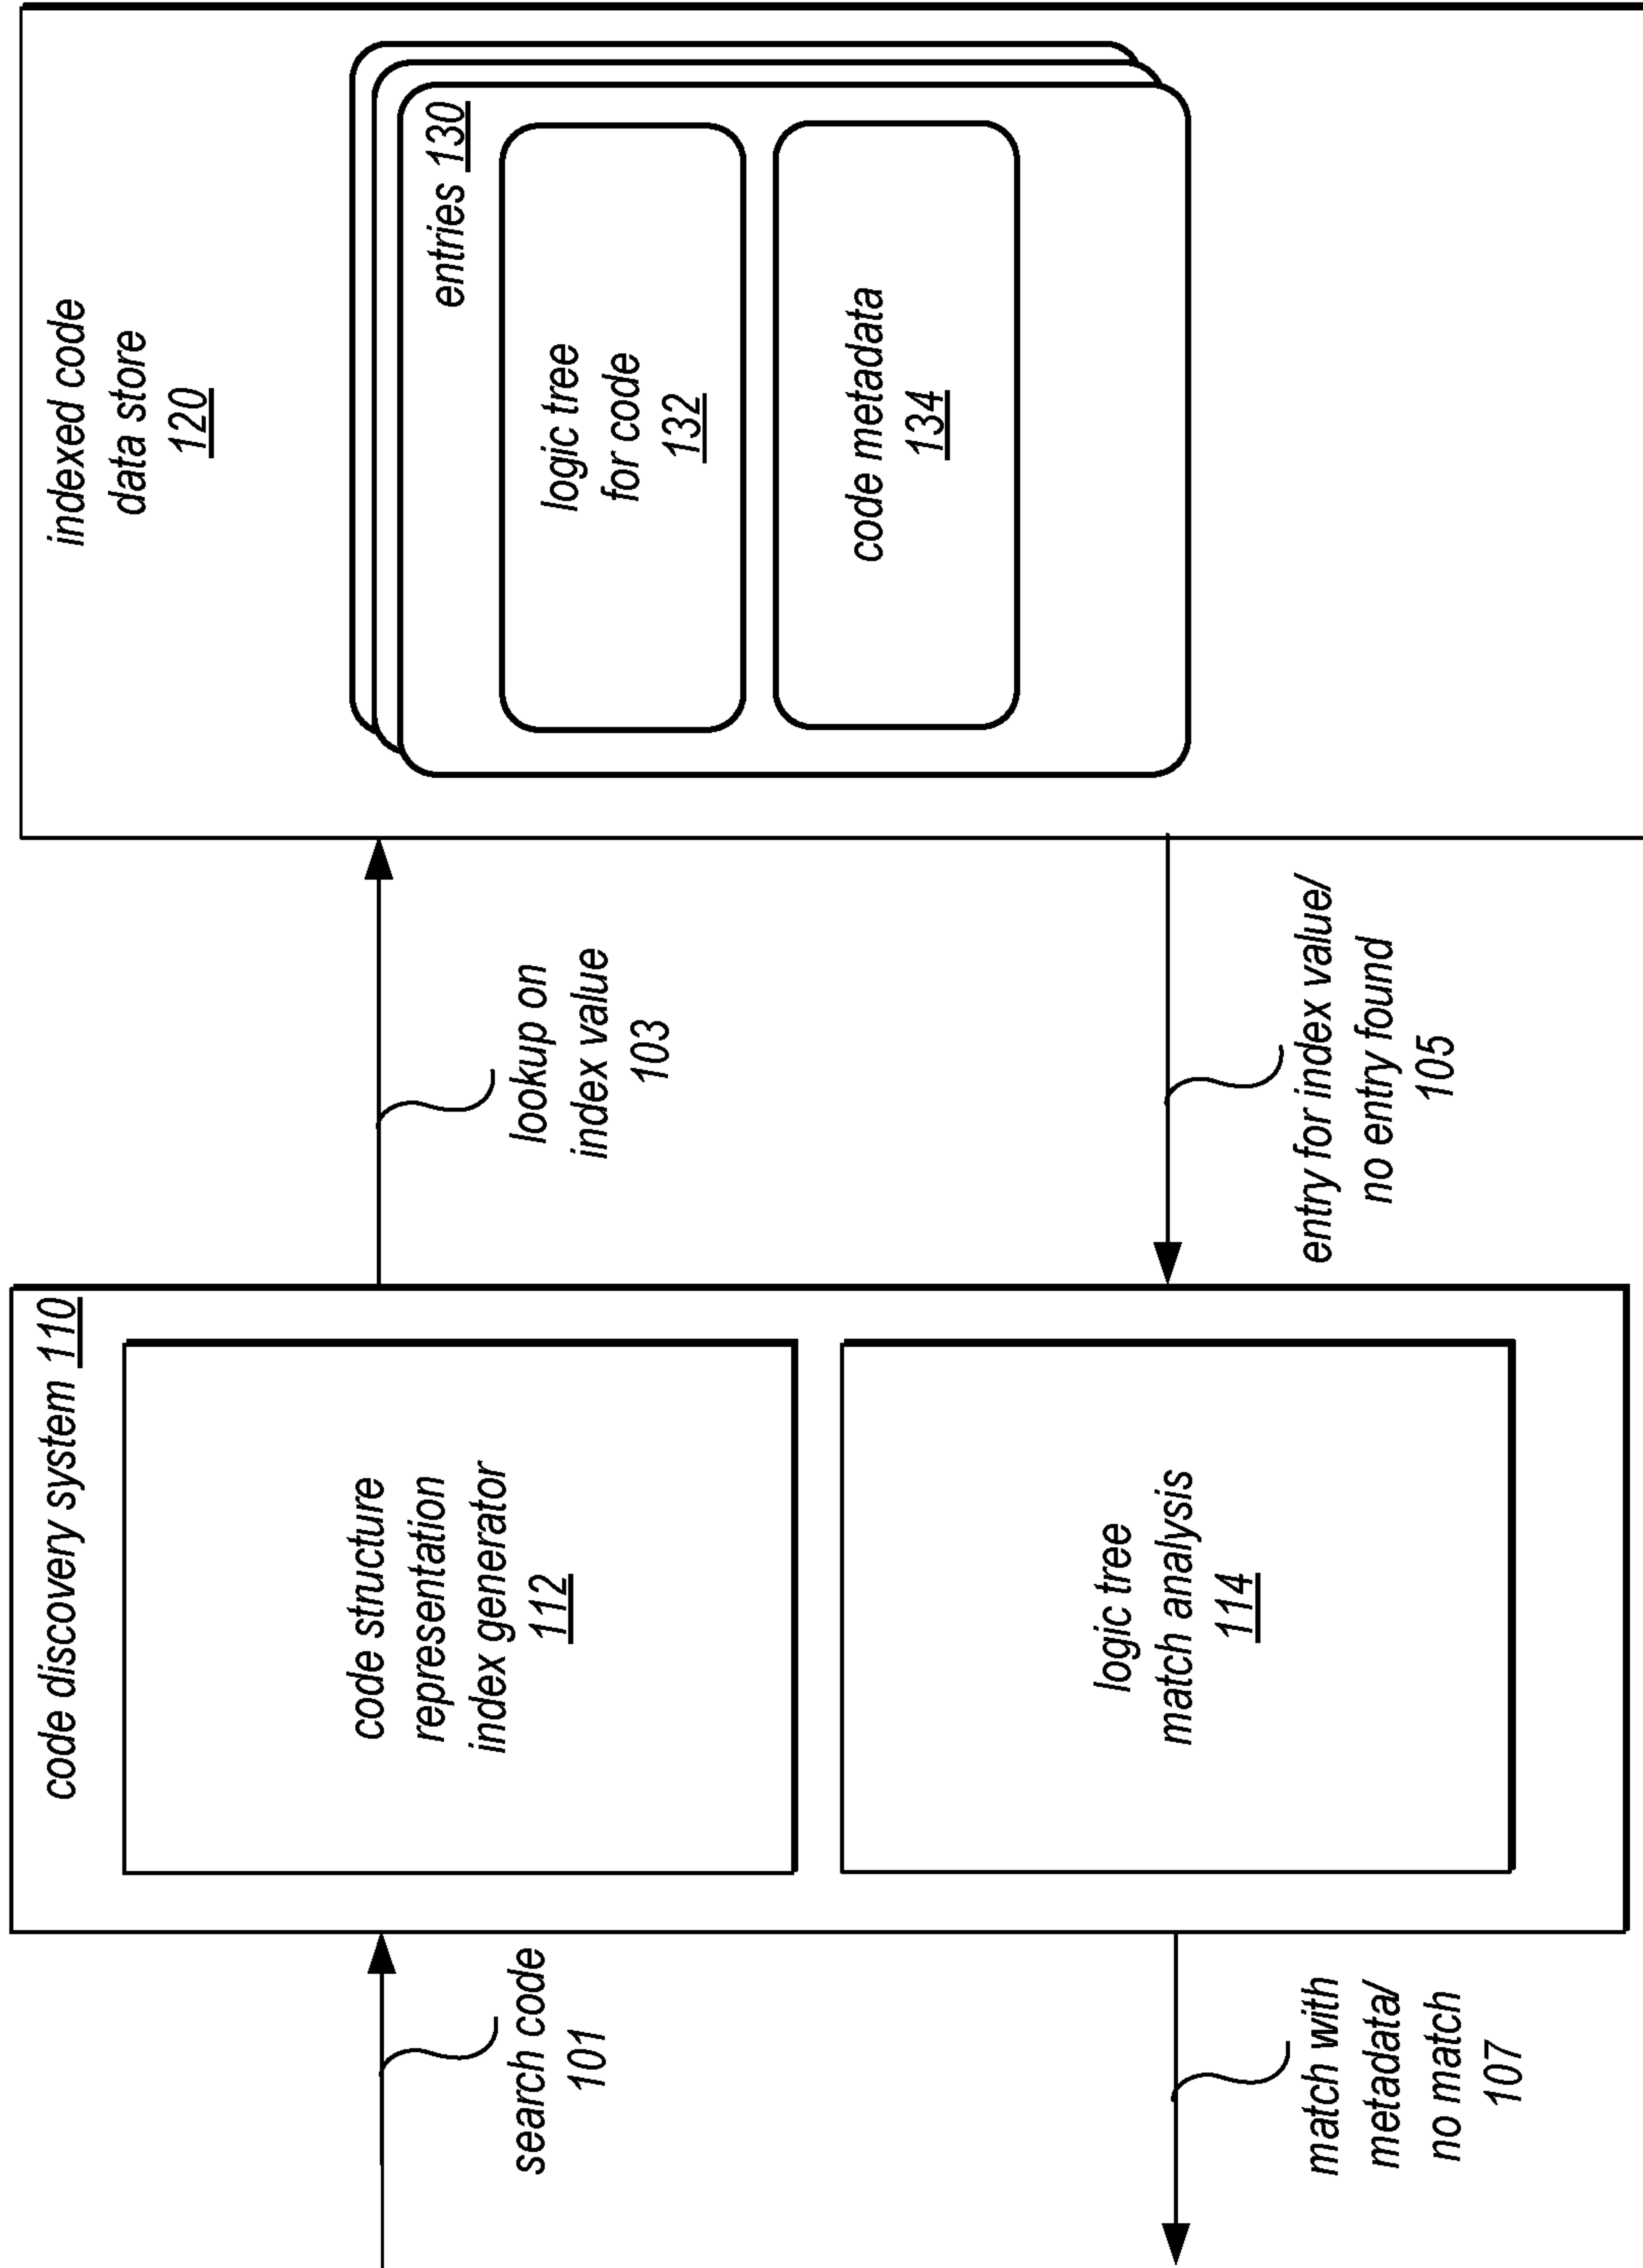 search code
101
match with
metadata/
no match
107
code discovery system 110
code structure
representation
index generator
112
logic tree
match analysis
114
lookup on
index value
103
entry for index value/
no entry found
105
indexed code
data store
120
entries 130
logic tree
for code
132
code metadata
134